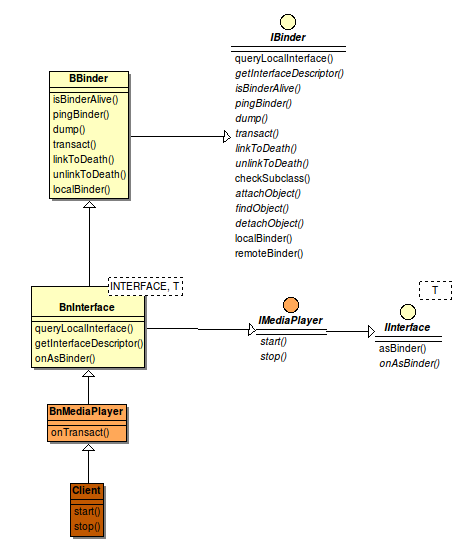 IBinder
queryLocalInterface()
getInterfaceDescriptor()
isBinderAlive()
pingBinder()
dump()
transact()
linkToDeath()
unlinkToDeath()
checkSubclass()
attachObject()
findObject()
detachObject()
localBinder()
remoteBinder()
BBinder
isBinderAlive()
pingBinder()
dump()
transact()
linkToDeath()
unlinkToDeath()
localBinder()
INTERFACE, T
BnInterface
queryLocalInterface()
getInterfaceDescriptor()
onAsBinder()
IMediaPlayer
start()
stop()
T
IInterface
asBinder()
onAsBinder()
BnMediaPlayer
onTransact()
Client
start()
stop()